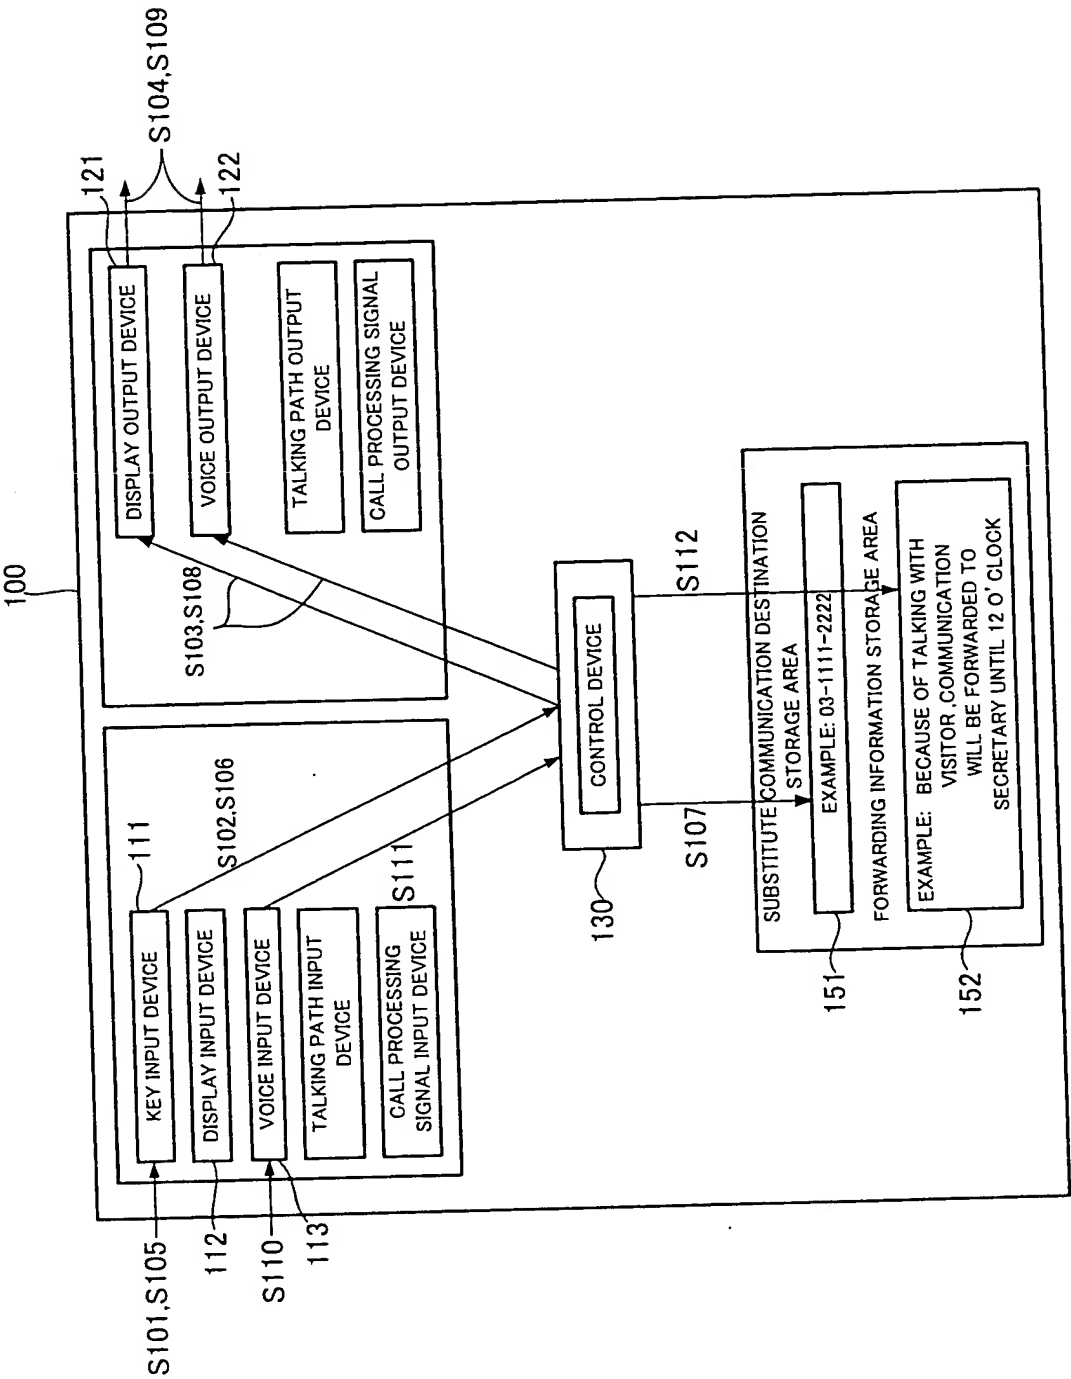 100
121
S104,S109
122
DISPLAY OUTPUT DEVICE
VOICE OUTPUT DEVICE
TALKING PATH OUTPUT
DEVICE
CALL PROCESSING SIGNAL
OUTPUT DEVICE
S103,S108
S101,S105
111
KEY INPUT DEVICE
112
DISPLAY INPUT DEVICE
S110
113
VOICE INPUT DEVICE
TALKING PATH INPUT
DEVICE
CALL PROCESSING
SIGNAL INPUT DEVICE
S102,S106
S111
130
CONTROL DEVICE
S107
S112
SUBSTITUTE COMMUNICATION DESTINATION
STORAGE AREA
EXAMPLE: 03-1111-2222
151
FORWARDING INFORMATION STORAGE AREA
EXAMPLE: BECAUSE OF TALKING WITH
VISITOR ,COMMUNICATION
WILL BE FORWARDED TO
SECRETARY UNTIL 12 O' CLOCK
152